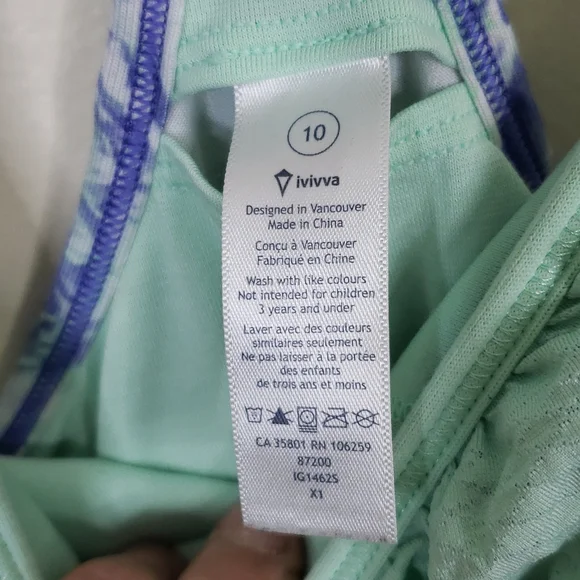 10
ivivva
Designed in Vancouver
Made in China
Conçu à Vancouver
Fabriqué en Chine
Wash with like colours
Not intended for children
3 years and under
Laver avec des couleurs
similaires seulement
Ne pas laisser à la portée
des enfants
de trois ans et moins
CA 35801 RN 106259
87200
IG1462S
X1